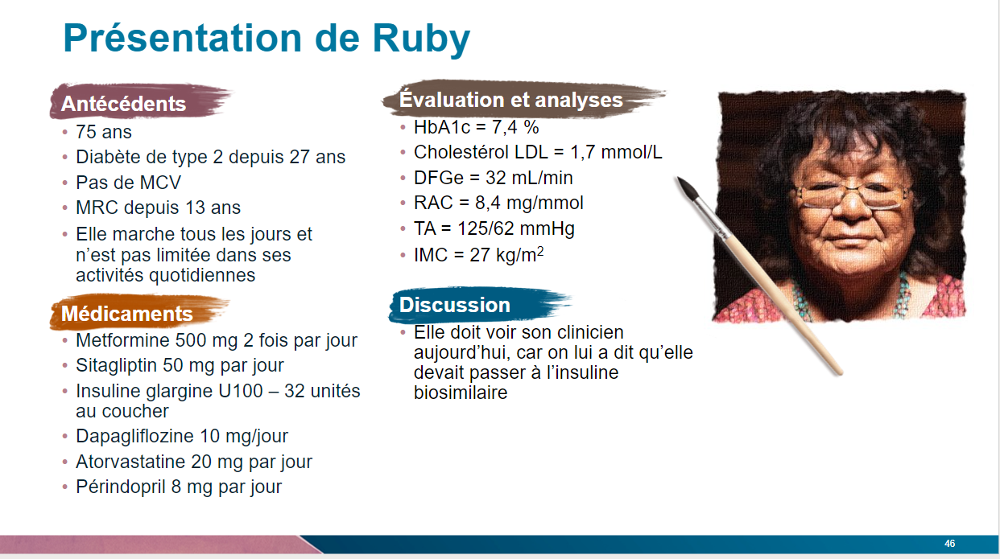 Présentation de Ruby
Antécédents
• 75 ans
• Diabète de type 2 depuis 27 ans
• Pas de MCV
• MRC depuis 13 ans
• Elle marche tous les jours et
n’est pas limitée dans ses
activités quotidiennes
Médicaments
• Metformine 500 mg 2 fois par jour
• Sitagliptin 50 mg par jour
• Insuline glargine U100 – 32 unités
au coucher
• Dapagliflozine 10 mg/jour
• Atorvastatine 20 mg par jour
• Périndopril 8 mg par jour
Évaluation et analyses
• HbA1c = 7,4 %
• Cholestérol LDL = 1,7 mmol/L
• DFGe = 32 mL/min
• RAC = 8,4 mg/mmol
• TA = 125/62 mmHg
• IMC = 27 kg/m²
Discussion
• Elle doit voir son clinicien
aujourd’hui, car on lui a dit qu’elle
devait passer à l’insuline
biosimilaire
46